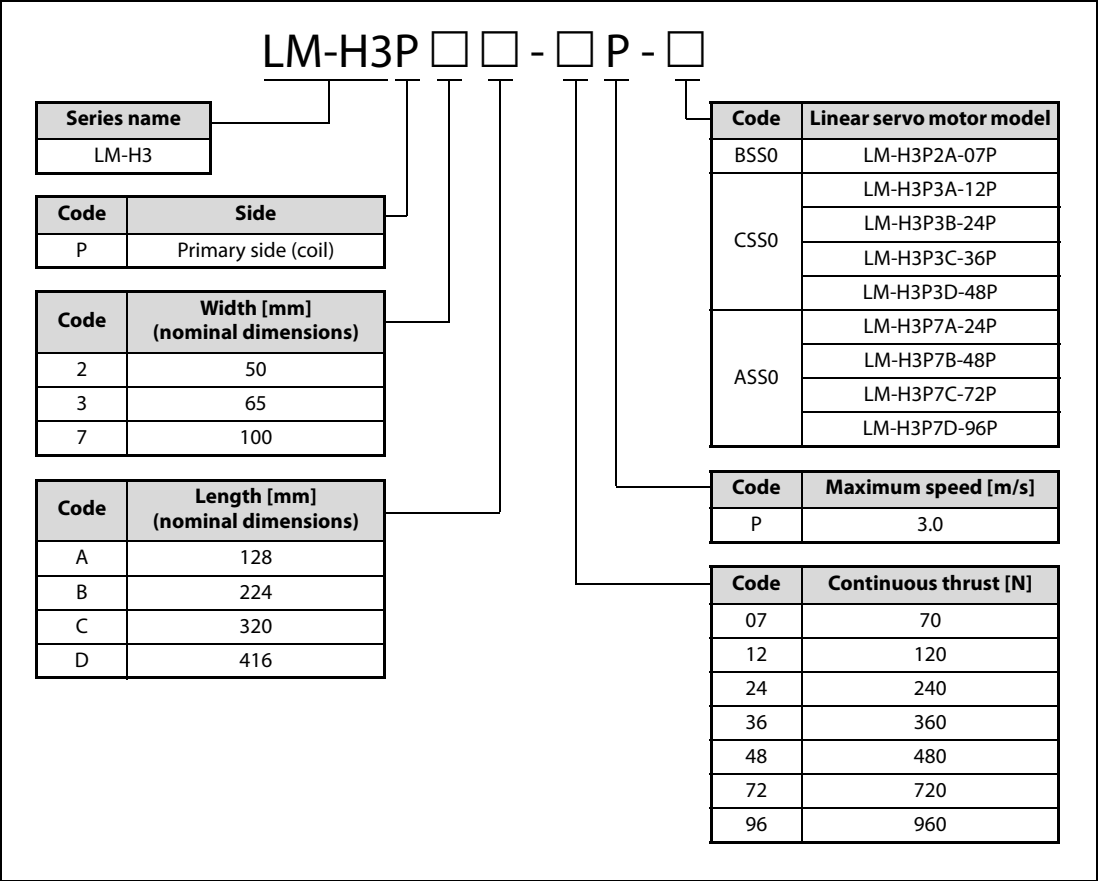 LM-H3P □ □ - □ P - □
Series name
LM-H3
Code Side
P Primary side (coil)
Code Width [mm]
(nominal dimensions)
2 50
3 65
7 100
Code Length [mm]
(nominal dimensions)
A 128
B 224
C 320
D 416
Code Linear servo motor model
BSS0 LM-H3P2A-07P
CSS0 LM-H3P3A-12P
LM-H3P3B-24P
LM-H3P3C-36P
LM-H3P3D-48P
ASS0 LM-H3P7A-24P
LM-H3P7B-48P
LM-H3P7C-72P
LM-H3P7D-96P
Code Maximum speed [m/s]
P 3.0
Code Continuous thrust [N]
07 70
12 120
24 240
36 360
48 480
72 720
96 960